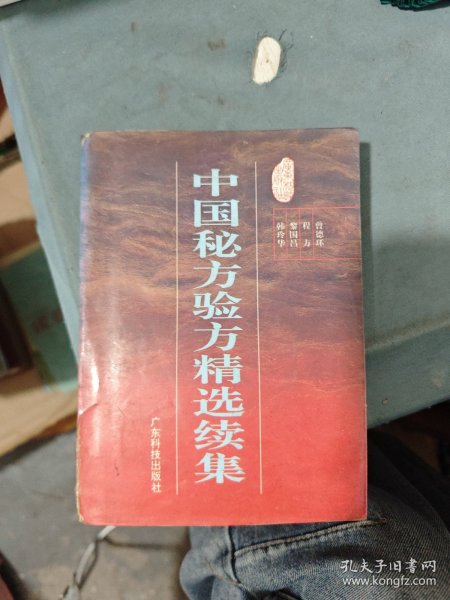 中国秘方验方精选续集
曾德环
程一方
黎国昌
韩玲华
广东科技出版社
孔夫子旧书网
www.kongfz.com